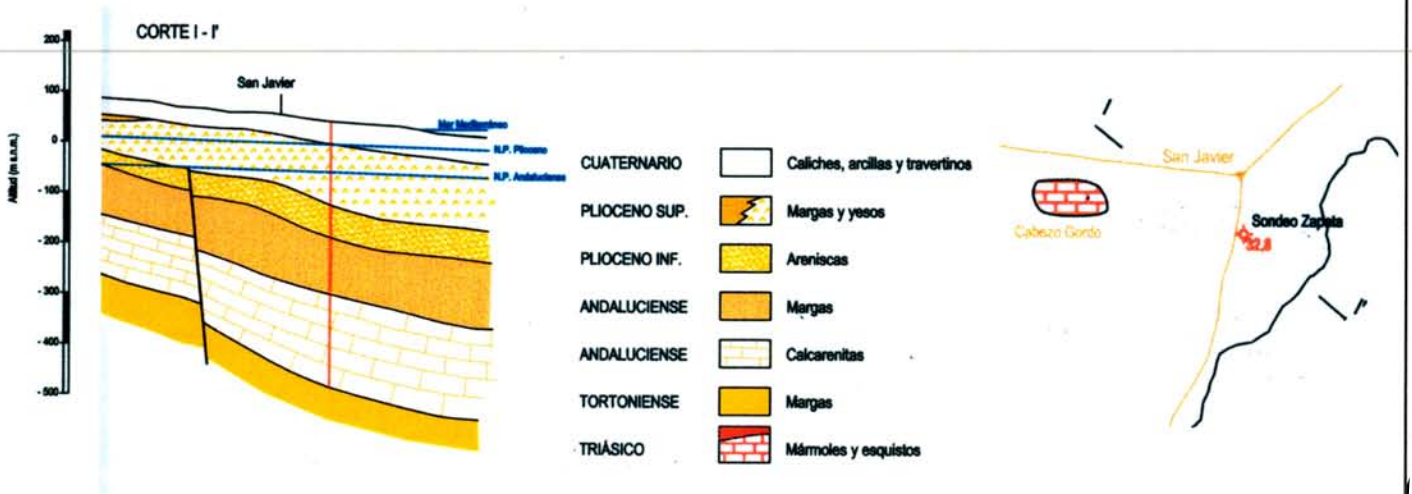 CORTE I - I'
200
100
0
- 100
- 200
- 300
- 400
- 500
Altitud (m s.n.m.)
San Javier
Mar Mediterráneo
N.P. Plioceno
N.P. Andaluciense
CUATERNARIO Caliches, arcillas y travertinos
PLIOCENO SUP. Margas y yesos
PLIOCENO INF. Areniscas
ANDALUCIENSE Margas
ANDALUCIENSE Calcarenitas
TORTONIENSE Margas
TRIÁSICO Mármoles y esquistos
I
San Javier
Cabezo Gordo
Sondeo Zapata
32,8
I'